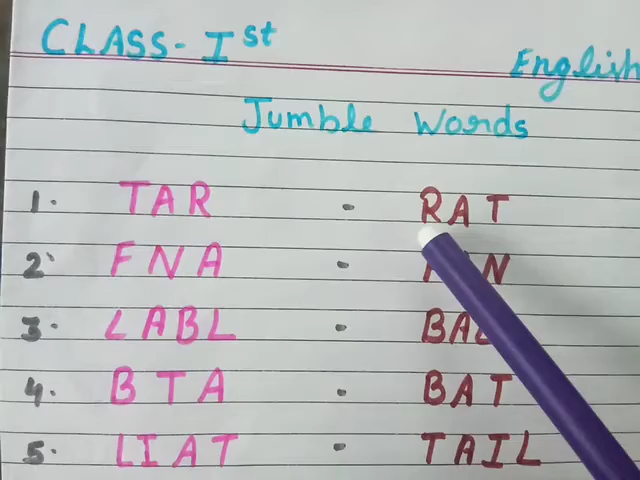 CLASS - Ist
English
Jumble Words
1. TAR - RAT
2. FNA -
3. LABL -
4. BTA - BAT
5. LIAT - TAIL